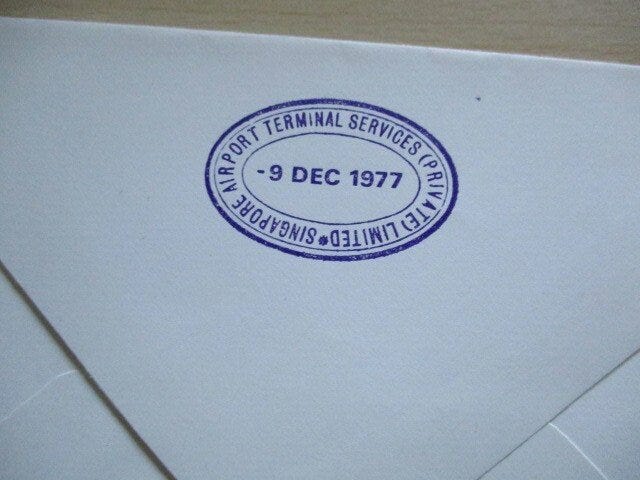 SINGAPORE AIRPORT TERMINAL SERVICES (PRIVATE) LIMITED*
-9 DEC 1977